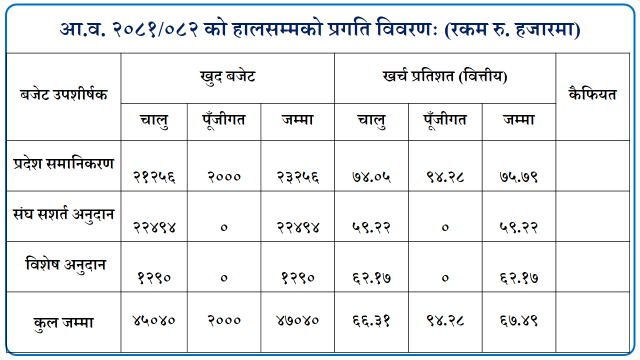 आ.व. २०८१/०८२ को हालसम्मको प्रगति विवरणः (रकम रु. हजारमा)
बजेट उपशीर्षक खुद बजेट खर्च प्रतिशत (वित्तीय) कैफियत
चालु पूँजीगत जम्मा चालु पूँजीगत जम्मा
प्रदेश समानिकरण २१२५६ २००० २३२५६ ७४.०५ ९४.२८ ७५.७९
संघ सशर्त अनुदान २२४९४ ० २२४९४ ५९.२२ ० ५९.२२
विशेष अनुदान १२९० ० १२९० ६२.१७ ० ६२.१७
कुल जम्मा ४५०४० २००० ४७०४० ६६.३१ ९४.२८ ६७.४९